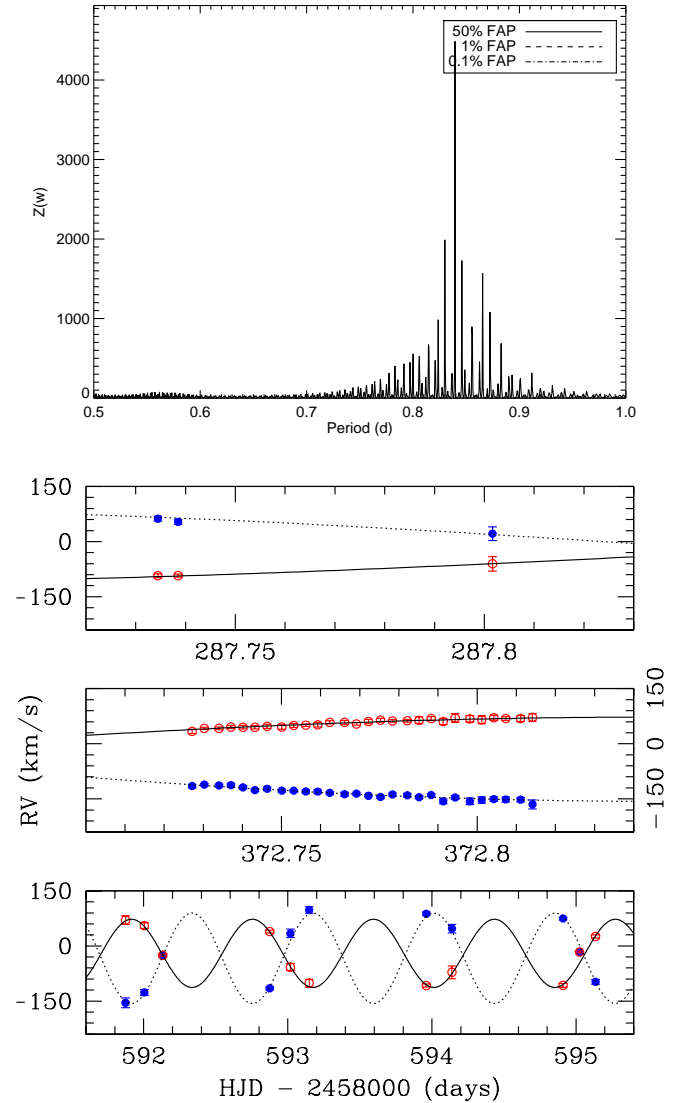 50% FAP
1% FAP
0.1% FAP
4000
3000
2000
1000
0
Z(w)
0.5 0.6 0.7 0.8 0.9 1.0
Period (d)
150
0
-150
287.75 287.8
150
0
-150
372.75 372.8
RV (km/s)
150
0
-150
592 593 594 595
HJD - 2458000 (days)